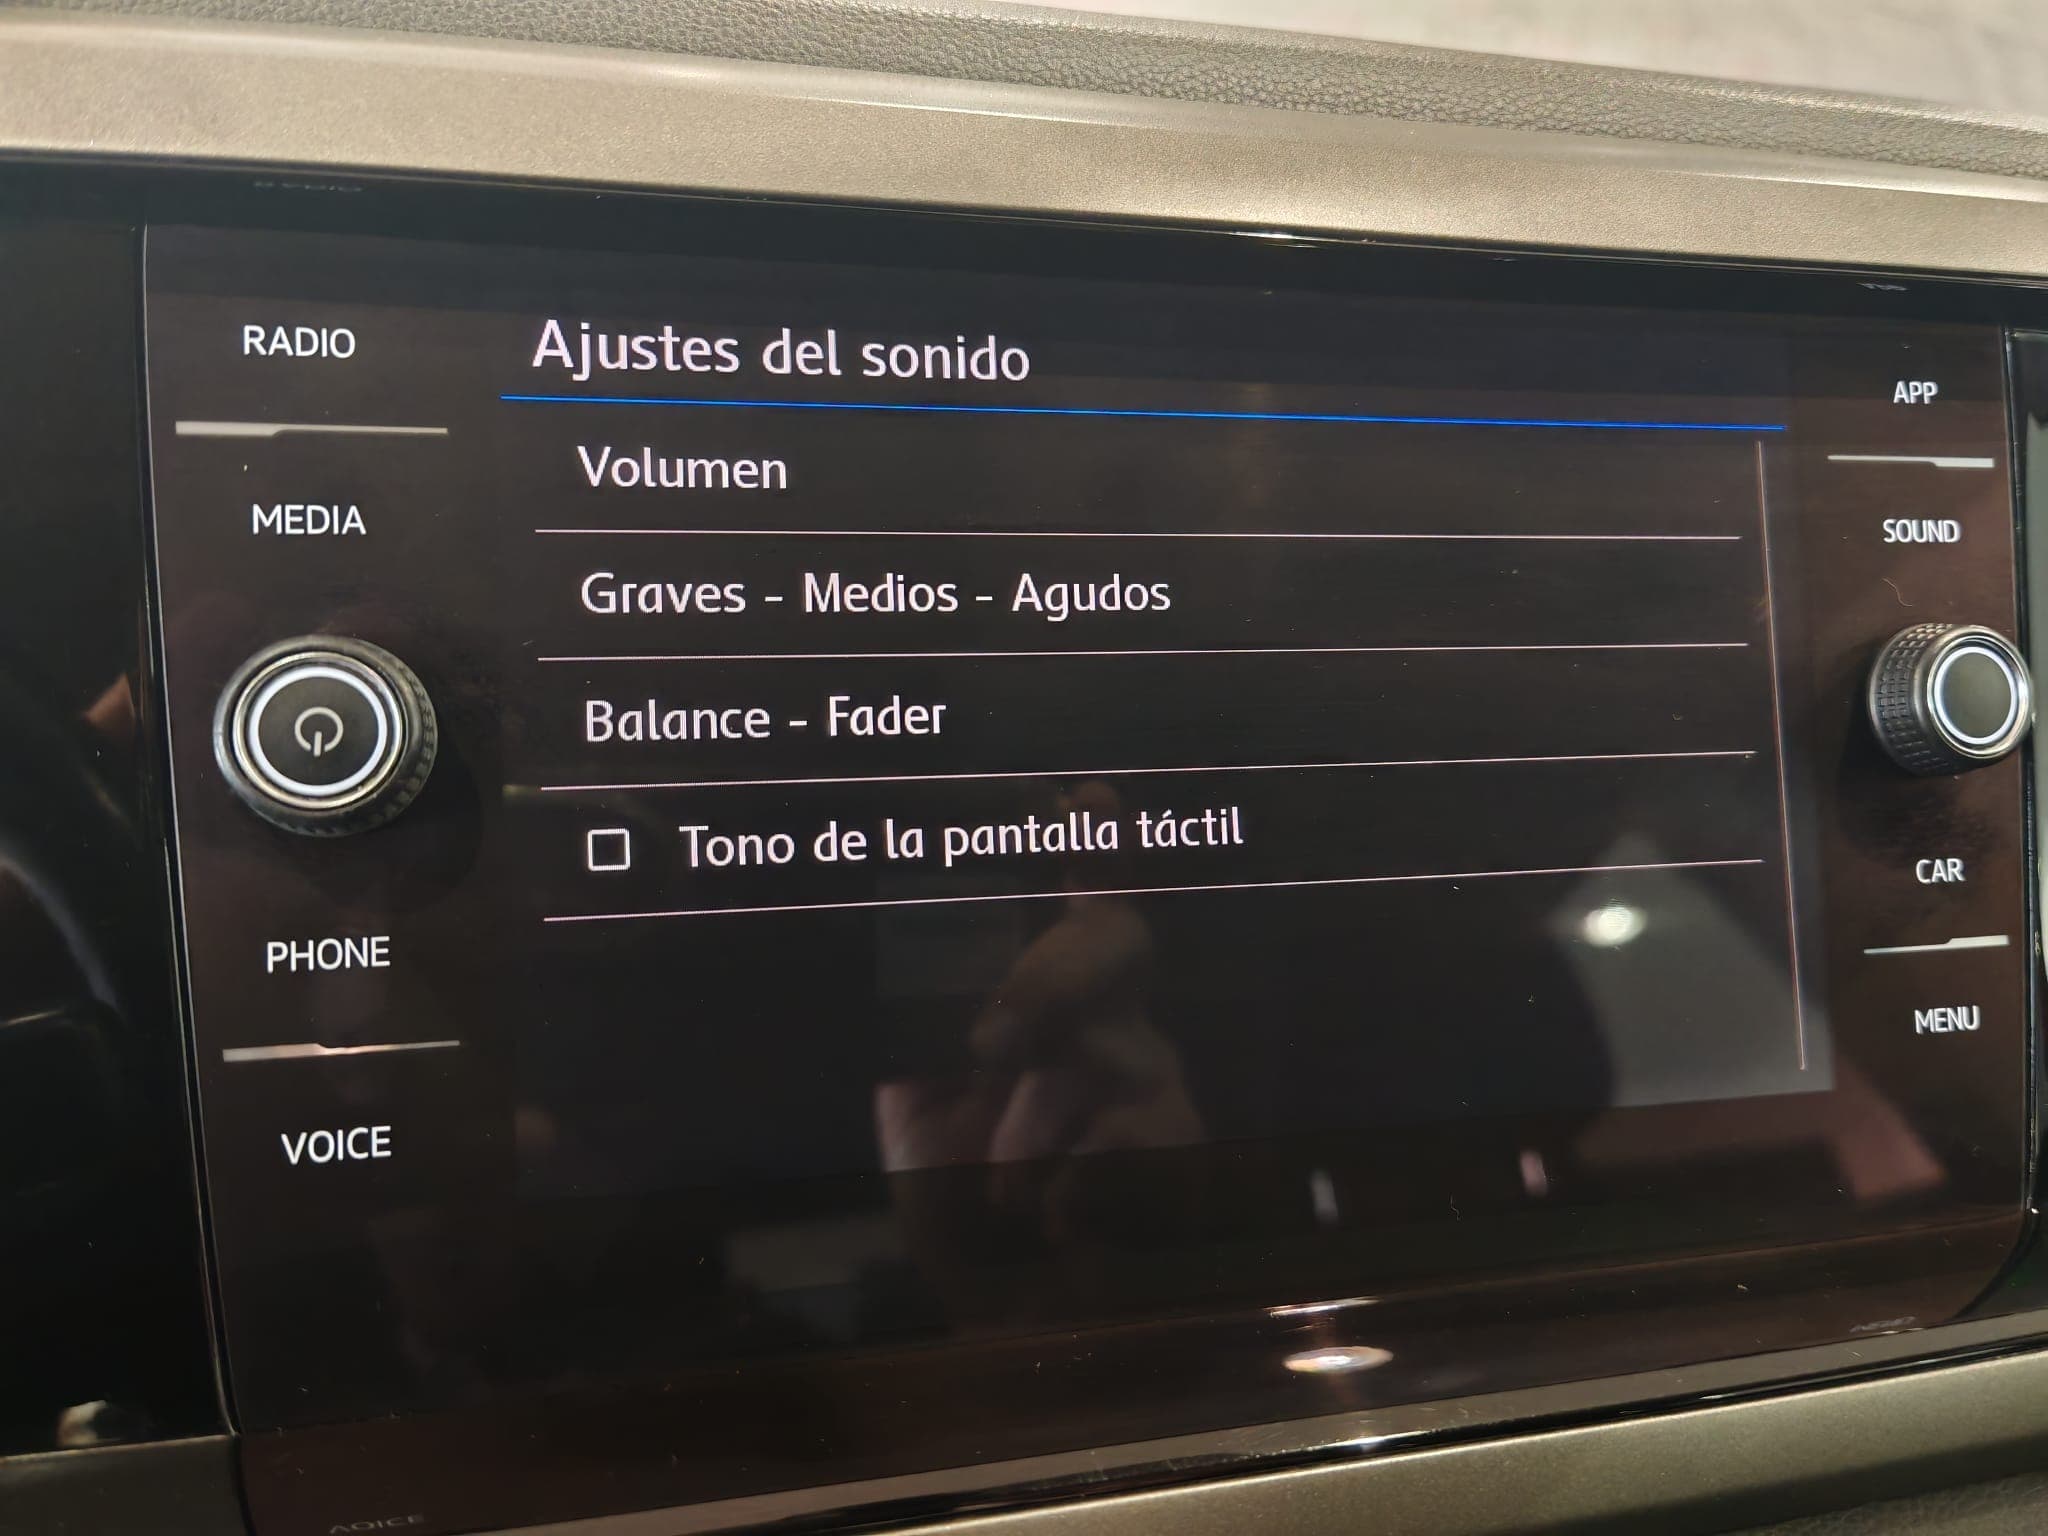 RADIO
MEDIA
PHONE
VOICE
Ajustes del sonido
Volumen
Graves - Medios - Agudos
Balance - Fader
Tono de la pantalla táctil
APP
SOUND
CAR
MENU